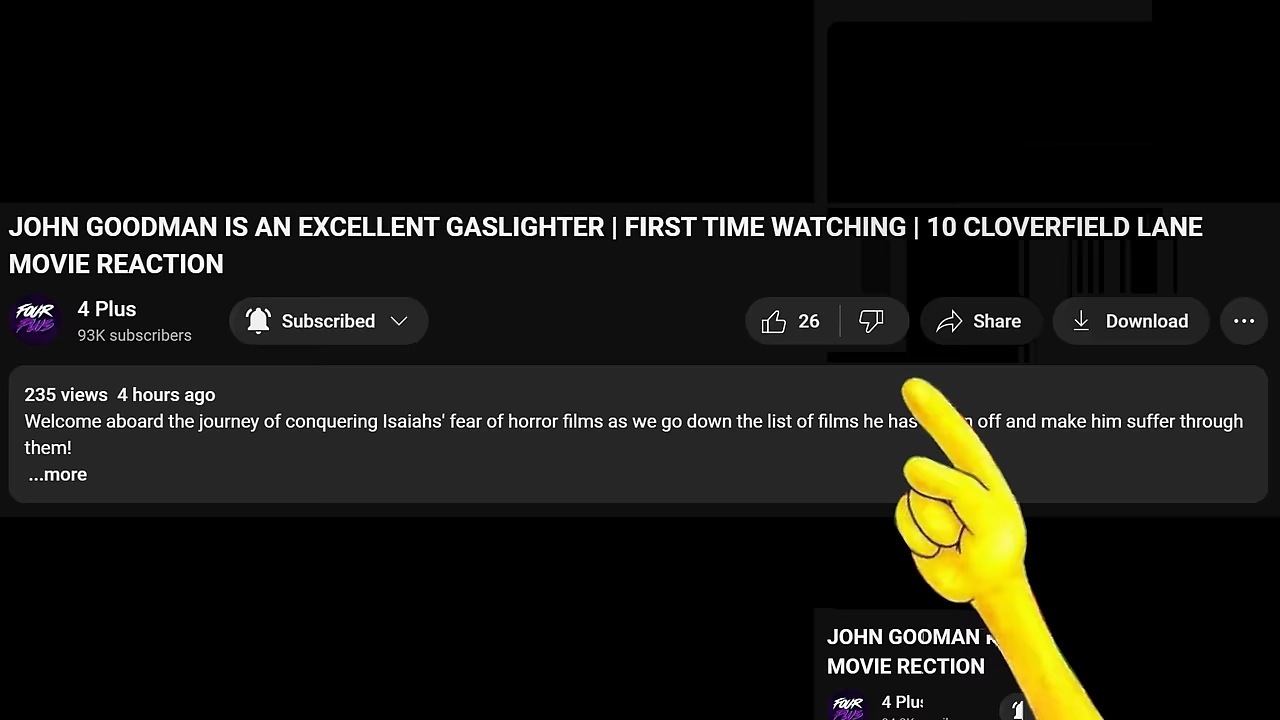 JOHN GOODMAN IS AN EXCELLENT GASLIGHTER | FIRST TIME WATCHING | 10 CLOVERFIELD LANE
MOVIE REACTION
FOUR PLUS
4 Plus
93K subscribers
Subscribed
26
Share
Download
235 views 4 hours ago
Welcome aboard the journey of conquering Isaiahs' fear of horror films as we go down the list of films he has off and make him suffer through
them!
...more
JOHN GOOMAN
MOVIE RECTION
FOUR PLUS
4 Plus